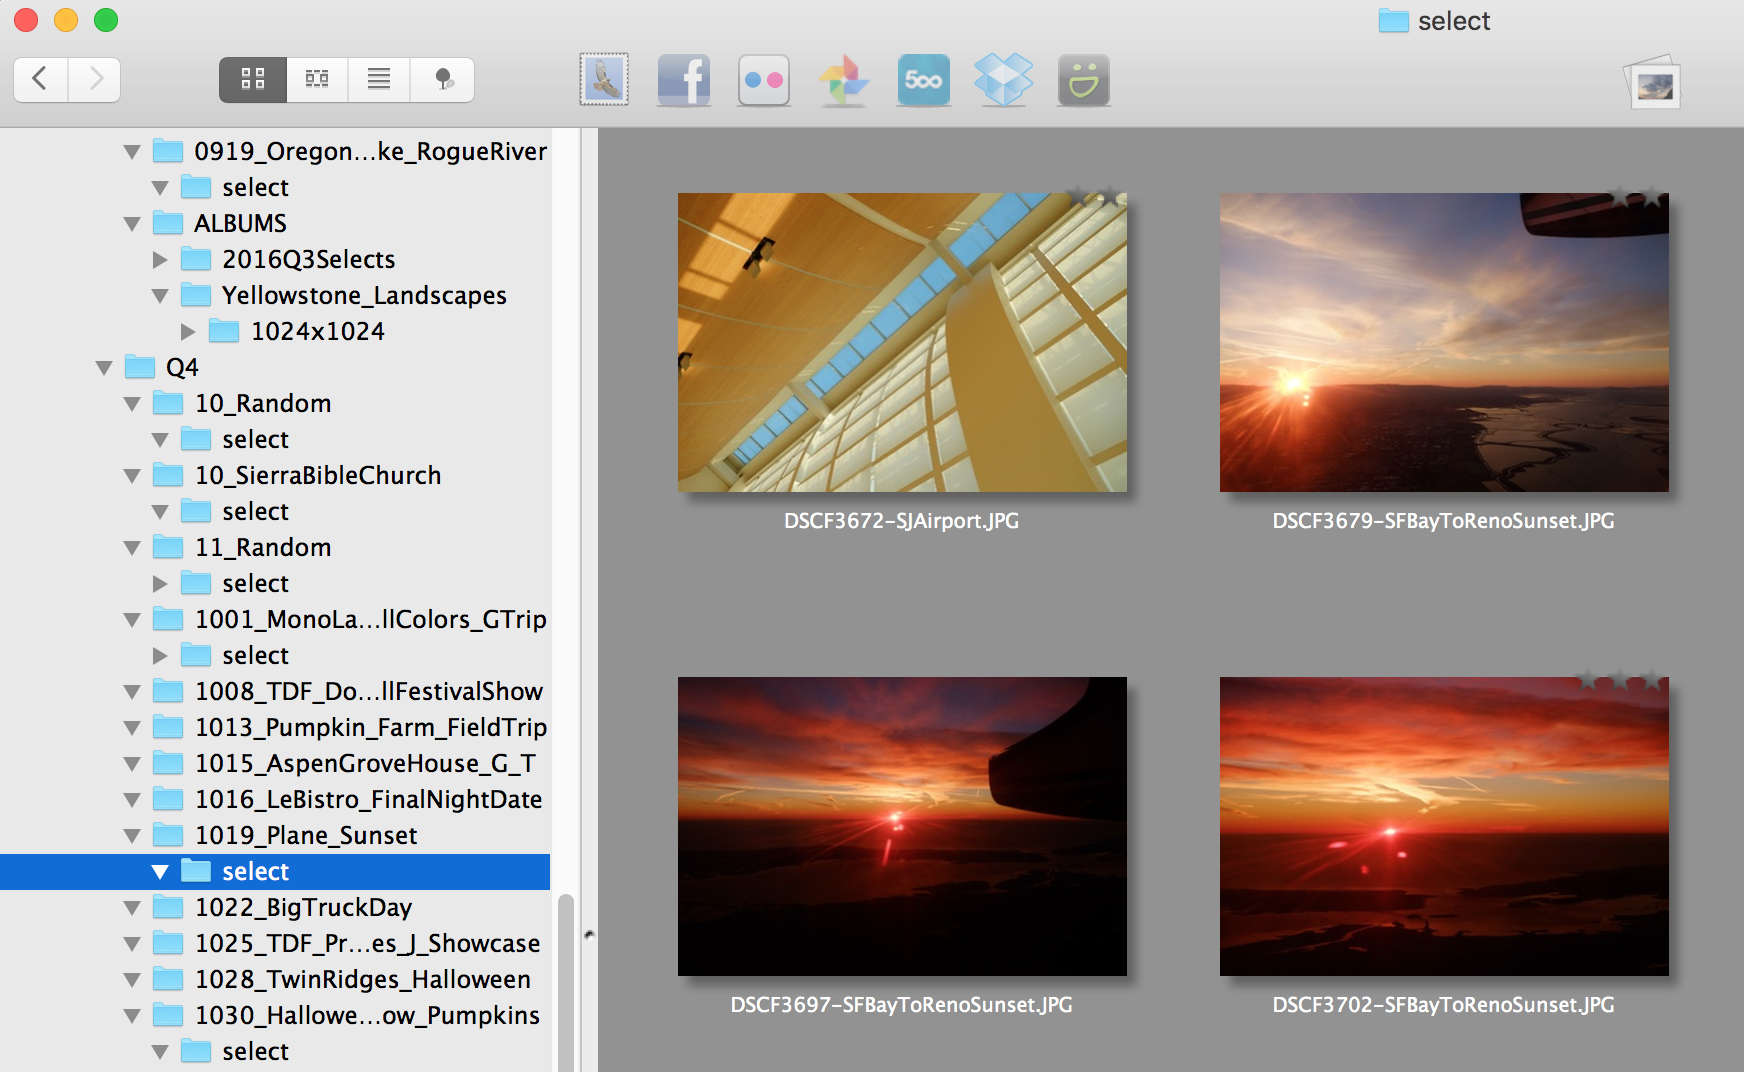 select
f
500
0919_Oregon...ke_RogueRiver
select
ALBUMS
2016Q3Selects
Yellowstone_Landscapes
1024x1024
Q4
10_Random
select
10_SierraBibleChurch
select
11_Random
select
1001_MonoLa...llColors_GTrip
select
1008_TDF_Do...llFestivalShow
1013_Pumpkin_Farm_FieldTrip
1015_AspenGroveHouse_G_T
1016_LeBistro_FinalNightDate
1019_Plane_Sunset
select
1022_BigTruckDay
1025_TDF_Pr...es_J_Showcase
1028_TwinRidges_Halloween
1030_Hallowe...ow_Pumpkins
select
DSCF3672-SJAirport.JPG
DSCF3679-SFBayToRenoSunset.JPG
DSCF3697-SFBayToRenoSunset.JPG
DSCF3702-SFBayToRenoSunset.JPG